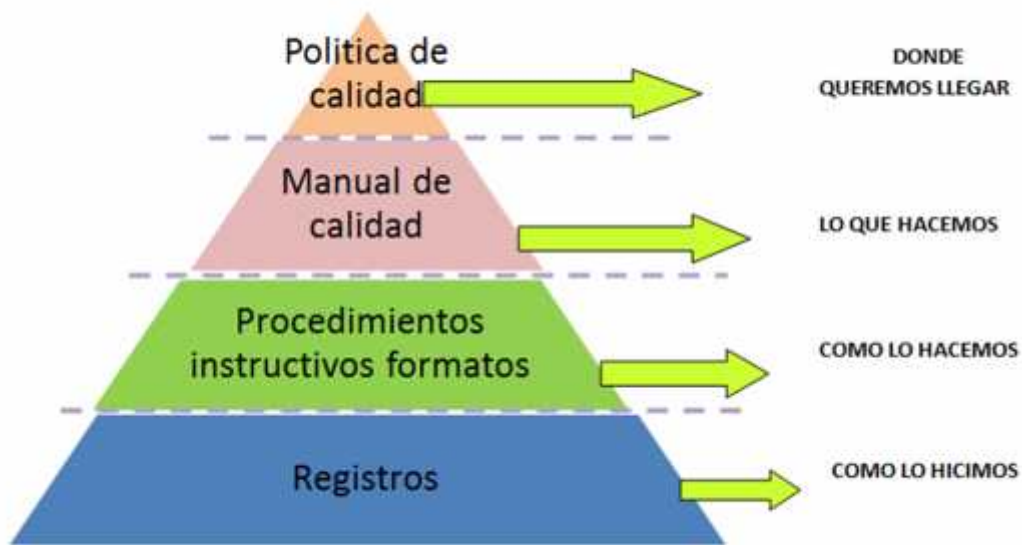 Politica de
calidad
DONDE
QUEREMOS LLEGAR
Manual de
calidad
LO QUE HACEMOS
Procedimientos
instructivos formatos
COMO LO HACEMOS
Registros
COMO LO HICIMOS